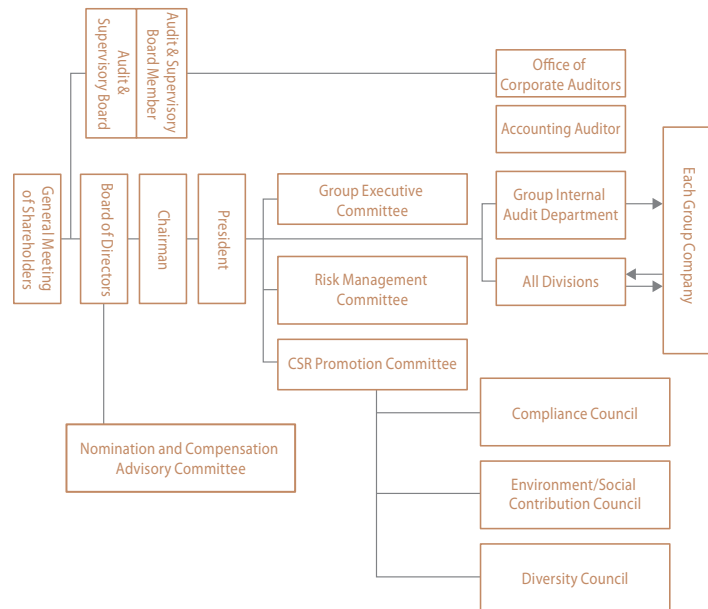 Audit &
Supervisory Board
Audit & Supervisory
Board Member
Office of
Corporate Auditors
Accounting Auditor
Each Group Company
General Meeting
of Shareholders
Board of Directors
Chairman
President
Group Executive
Committee
Group Internal
Audit Department
Risk Management
Committee
All Divisions
CSR Promotion Committee
Compliance Council
Nomination and Compensation
Advisory Committee
Environment/Social
Contribution Council
Diversity Council